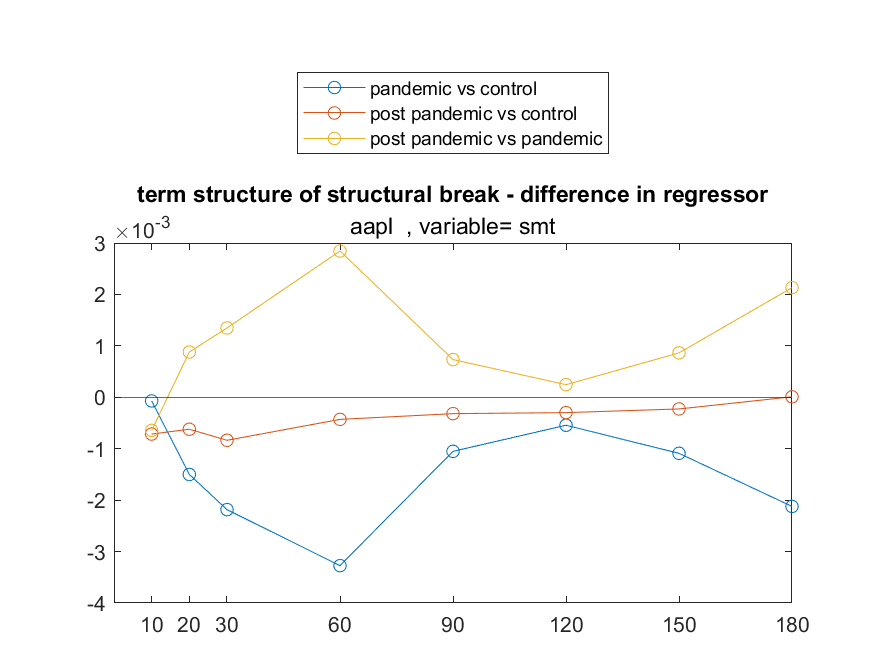 pandemic vs control
post pandemic vs control
post pandemic vs pandemic
term structure of structural break - difference in regressor
aapl  , variable= smt
×10-3
3
2
1
0
-1
-2
-3
-4
10 20 30 60 90 120 150 180